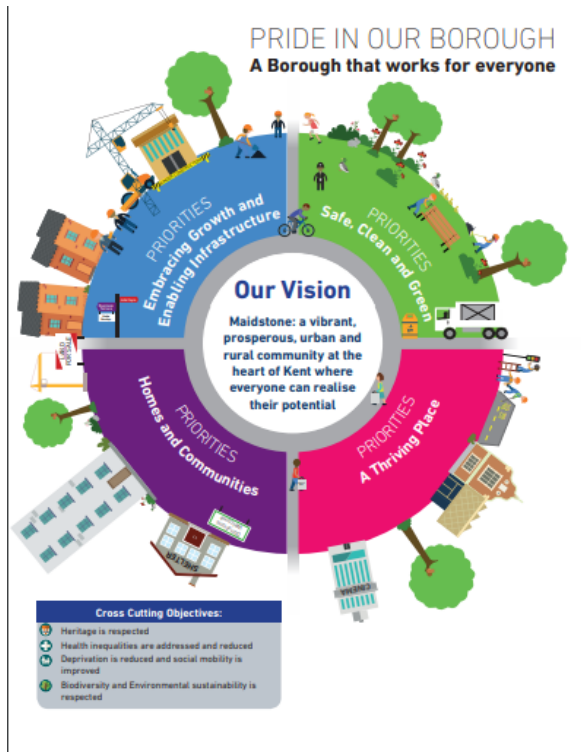 PRIDE IN OUR BOROUGH
A Borough that works for everyone
PRIORITIES
Embracing Growth and
Enabling Infrastructure
PRIORITIES
Safe, Clean and Green
Our Vision
Maidstone: a vibrant,
prosperous, urban and
rural community at the
heart of Kent where
everyone can realise
their potential
PRIORITIES
Homes and Communities
PRIORITIES
A Thriving Place
SHELTER
CINEMA
Cross Cutting Objectives:
Heritage is respected
Health inequalities are addressed and reduced
Deprivation is reduced and social mobility is
improved
Biodiversity and Environmental sustainability is
respected